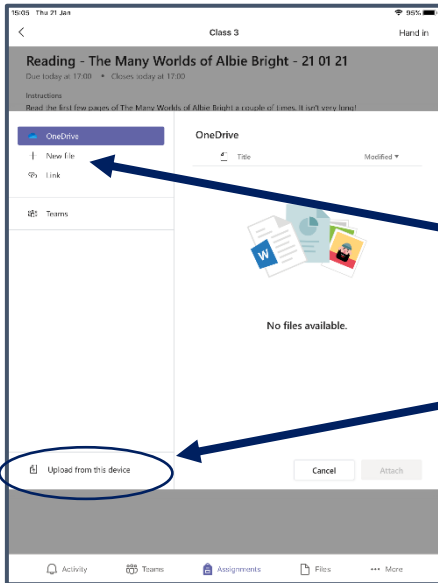 15:05 Thu 21 Jan 95%
Class 3 Hand in
Reading - The Many Worlds of Albie Bright - 21 01 21
Due today at 17:00 • Closes today at 17:00
Instructions
Read the first few pages of The Many Worlds of Albie Bright a couple of times. It isn't very long!
OneDrive
New file
Link
Teams
OneDrive
Title Modified
W
No files available.
Upload from this device
Cancel Attach
Activity Teams Assignments Files More